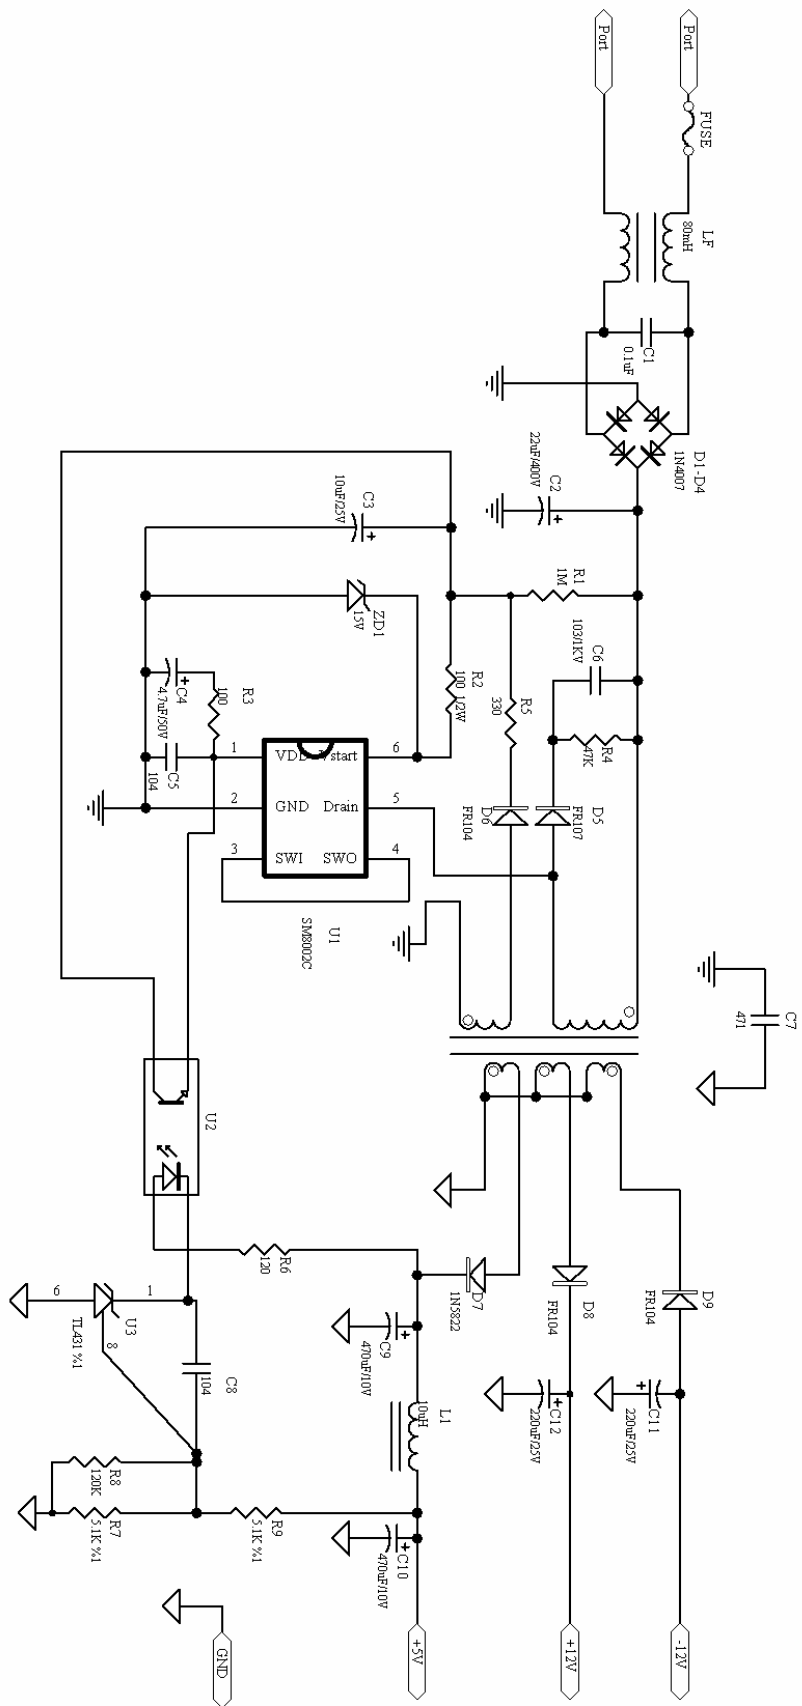 Port
Port
FUSE
LF
80mH
C1
0.1uF
D1-D4
1N4007
C2
22uF/400V
R1
1M
C6
103/1KV
R4
47K
D5
FR107
R5
330
D6
FR104
R2
100 1/2W
C3
10uF/25V
ZD1
15V
R3
100
C4
4.7uF/50V
C5
104
1
2
3
6
5
4
VDD
Vstart
GND
Drain
SWI
SWO
U1
SM8002C
C7
471
U2
R6
120
D7
1N5822
D8
FR104
D9
FR104
C9
470uF/10V
C12
220uF/25V
C11
220uF/25V
6
1
8
U3
TL431 %1
C8
104
L1
10uH
R8
120K
R7
5.1K %1
R9
5.1K %1
C10
470uF/10V
GND
+5V
+12V
-12V